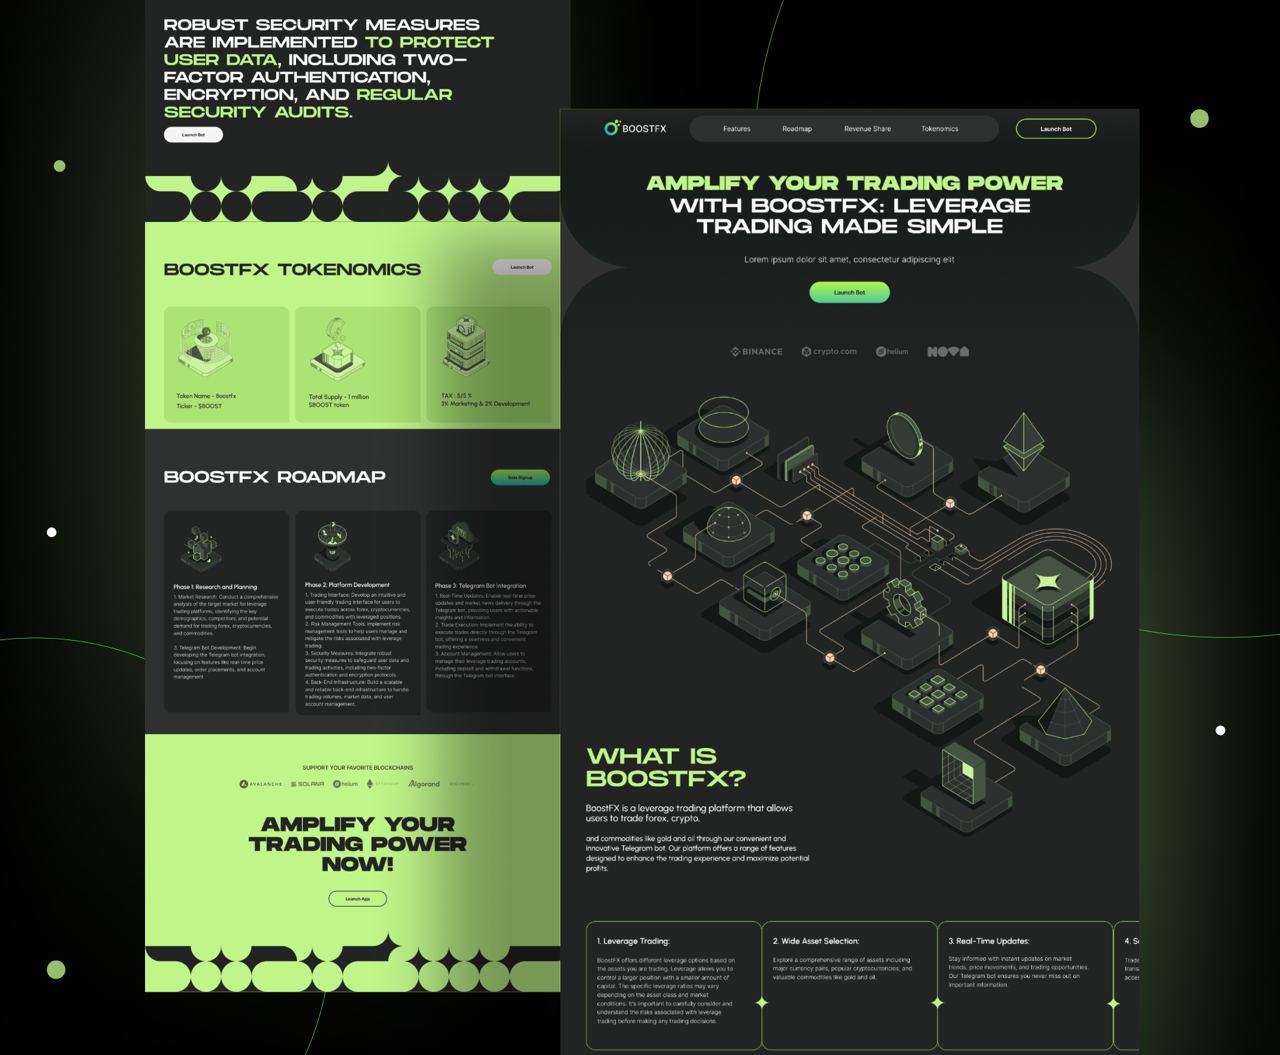 ROBUST SECURITY MEASURES
ARE IMPLEMENTED TO PROTECT
USER DATA, INCLUDING TWO-
FACTOR AUTHENTICATION,
ENCRYPTION, AND REGULAR
SECURITY AUDITS.
Launch Bot
BOOSTFX TOKENOMICS
Launch Bot
Token Name - Boostfx
Ticker - $BOOST
Total Supply - 1 million
$BOOST token
TAX : 5/5 %
3% Marketing & 2% Development
BOOSTFX ROADMAP
Beta Signup
Phase 1: Research and Planning
1. Market Research: Conduct a comprehensive
analysis of the target market for leverage
trading platforms, identifying the key
demographics, competitors, and potential
demand for trading forex, cryptocurrencies,
and commodities.
3. Telegram Bot Development: Begin
developing the Telegram bot integration,
focusing on features like real-time price
updates, order placements, and account
management.
Phase 2: Platform Development
1. Trading Interface: Develop an intuitive and
user-friendly trading interface for users to
execute trades across forex, cryptocurrencies,
and commodities with leveraged positions.
2. Risk Management Tools: Implement risk
management tools to help users manage and
mitigate the risks associated with leverage
trading.
3. Security Measures: Integrate robust
security measures to safeguard user data and
trading activities, including two-factor
authentication and encryption protocols.
4. Back-End Infrastructure: Build a scalable
and reliable back-end infrastructure to handle
trading volumes, market data, and user
account management.
Phase 3: Telegram Bot Integration
1. Real-Time Updates: Enable real-time price
updates and market news delivery through the
Telegram bot, providing users with actionable
insights and information.
2. Trade Execution: Implement the ability to
execute trades directly through the Telegram
bot, offering a seamless and convenient
trading experience.
3. Account Management: Allow users to
manage their leverage trading accounts,
including deposit and withdrawal functions,
through the Telegram bot interface.
SUPPORT YOUR FAVORITE BLOCKCHAINS
AVALANCHE SOLANA helium Algorand
AMPLIFY YOUR
TRADING POWER
NOW!
Launch App
BOOSTFX
Features Roadmap Revenue Share Tokenomics
Launch Bot
AMPLIFY YOUR TRADING POWER
WITH BOOSTFX: LEVERAGE
TRADING MADE SIMPLE
Lorem ipsum dolor sit amet, consectetur adipiscing elit
Launch Bot
BINANCE crypto.com helium
WHAT IS
BOOSTFX?
BoostFX is a leverage trading platform that allows
users to trade forex, crypto,
and commodities like gold and oil through our convenient and
innovative Telegram bot. Our platform offers a range of features
designed to enhance the trading experience and maximize potential
profits.
1. Leverage Trading:
BoostFX offers different leverage options based on
the assets you are trading. Leverage allows you to
control a larger position with a smaller amount of
capital. The specific leverage ratios may vary
depending on the asset class and market
conditions. It's important to carefully consider and
understand the risks associated with leverage
trading before making any trading decisions.
2. Wide Asset Selection:
Explore a comprehensive range of assets including
major currency pairs, popular cryptocurrencies, and
valuable commodities like gold and oil.
3. Real-Time Updates:
Stay informed with instant updates on market
trends, price movements, and trading opportunities.
Our Telegram bot ensures you never miss out on
important information.
4. S
Trade
trans
acces